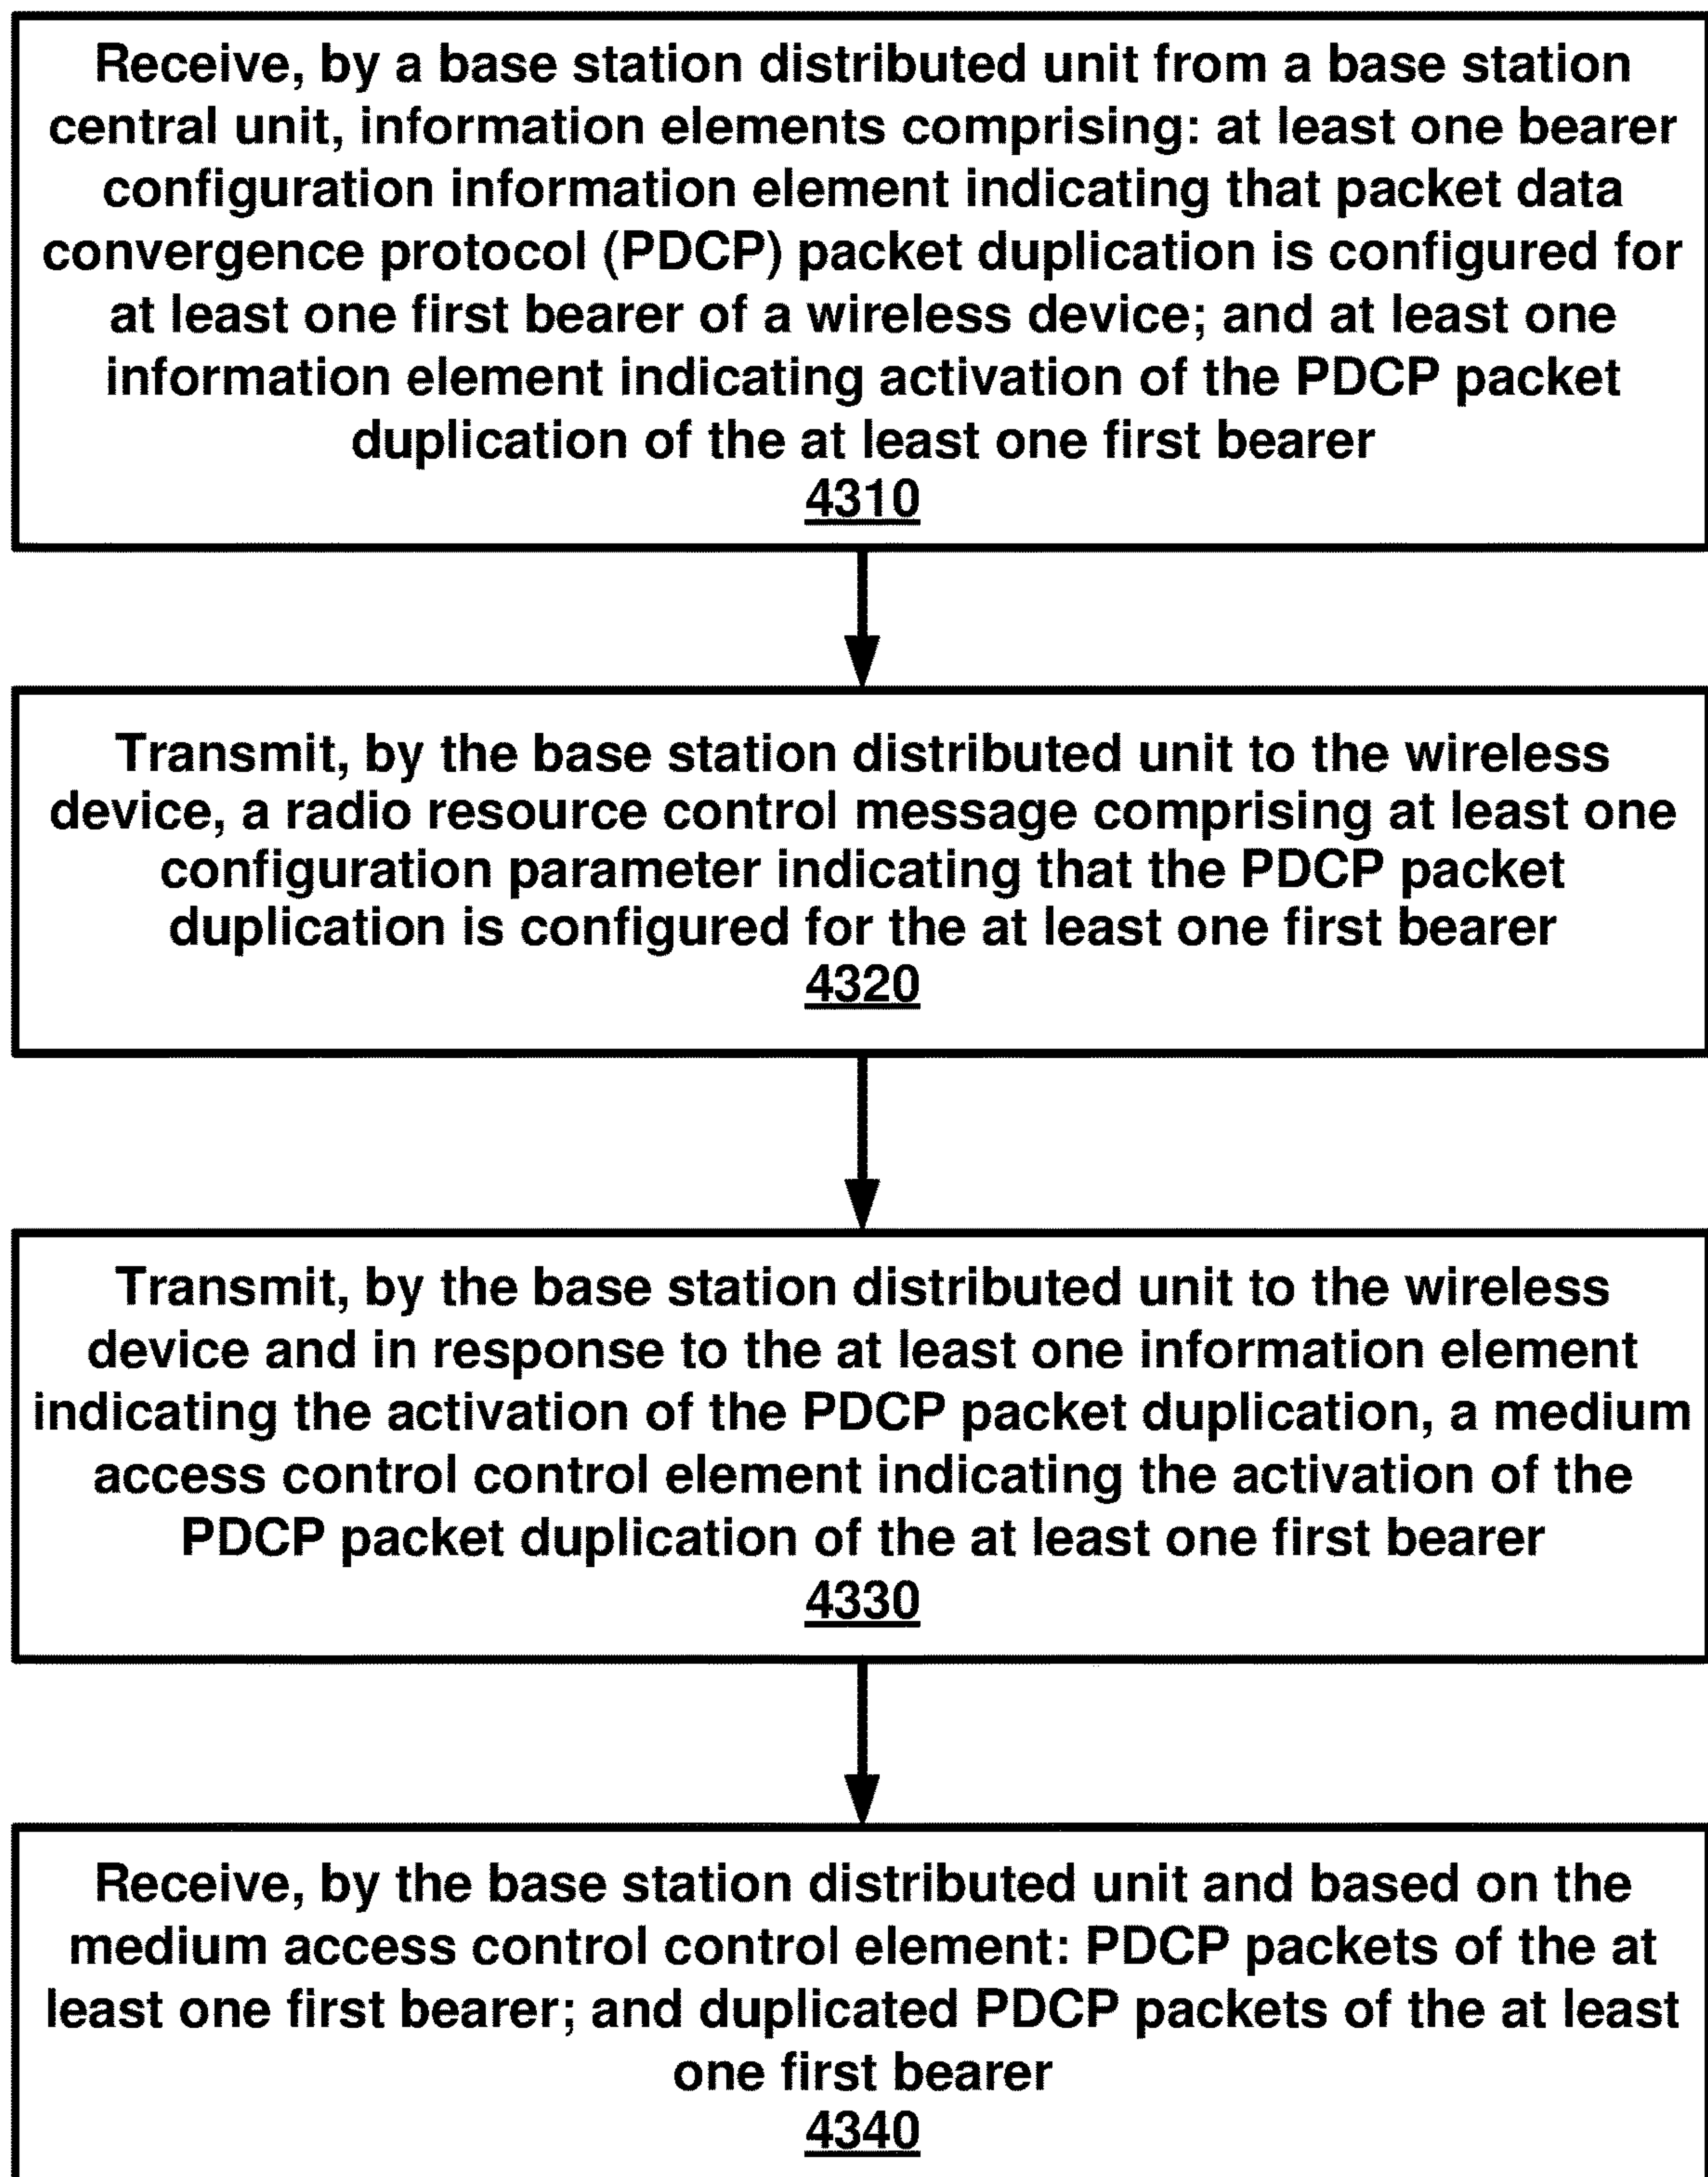 Receive, by a base station distributed unit from a base station
central unit, information elements comprising: at least one bearer
configuration information element indicating that packet data
convergence protocol (PDCP) packet duplication is configured for
at least one first bearer of a wireless device; and at least one
information element indicating activation of the PDCP packet
duplication of the at least one first bearer
4310
Transmit, by the base station distributed unit to the wireless
device, a radio resource control message comprising at least one
configuration parameter indicating that the PDCP packet
duplication is configured for the at least one first bearer
4320
Transmit, by the base station distributed unit to the wireless
device and in response to the at least one information element
indicating the activation of the PDCP packet duplication, a medium
access control control element indicating the activation of the
PDCP packet duplication of the at least one first bearer
4330
Receive, by the base station distributed unit and based on the
medium access control control element: PDCP packets of the at
least one first bearer; and duplicated PDCP packets of the at least
one first bearer
4340